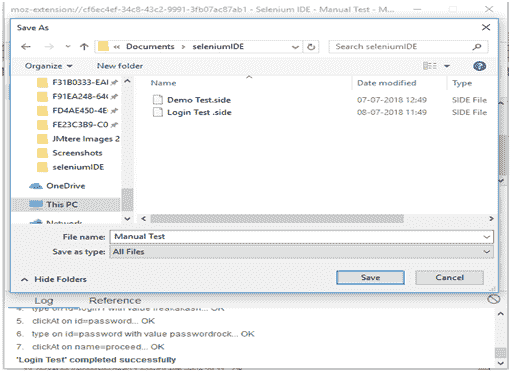 moz-extension://cf6ec4ef-34c8-43c2-9991-3fb07ac87ab1 - Selenium IDE - Manual Test - M...
Save As
Documents > seleniumIDE
Search seleniumIDE
Organize
New folder
Name
Date modified
Type
F31B0333-EAI
F91EA248-64C
FD4AE450-4E
FE23C3B9-C0
JMtere Images 2
Screenshots
seleniumIDE
OneDrive
This PC
Network
Demo Test.side 07-07-2018 12:49 SIDE File
Login Test .side 08-07-2018 11:49 SIDE File
File name: Manual Test
Save as type: All Files
Hide Folders
Save
Cancel
Log Reference
4. type on id=login1 with value
5. clickAt on id=password... OK
6. type on id=password with value passwordrock... OK
7. clickAt on name=proceed... OK
'Login Test' completed successfully